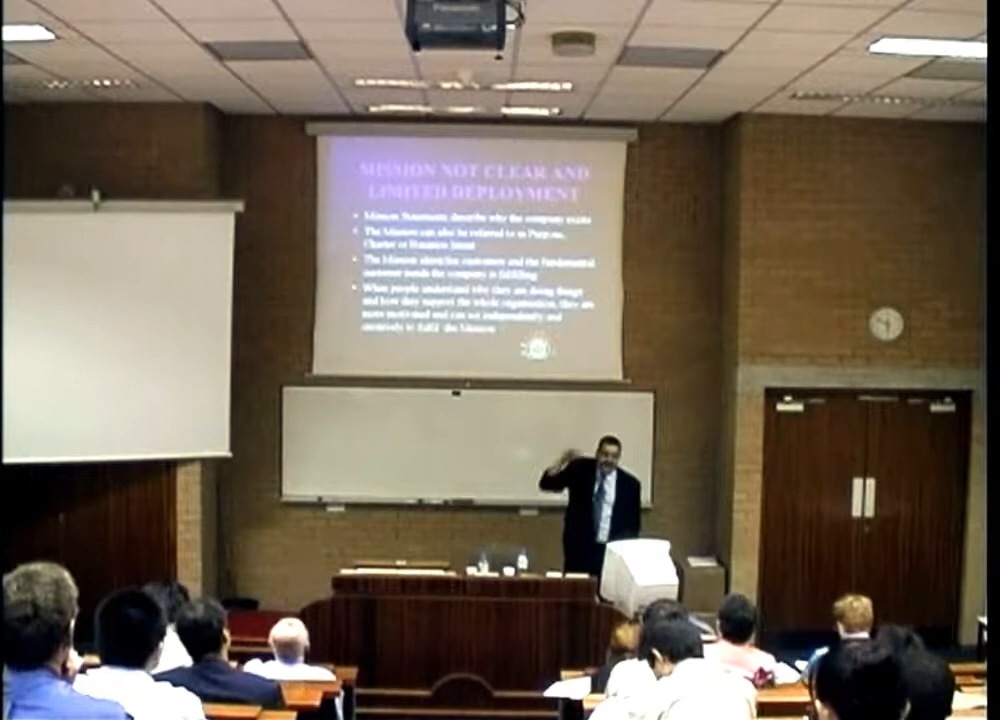 Panasonic
MISSION NOT CLEAR AND
LIMITED DEPLOYMENT
• Mission Statements describe why the company exists
• The Mission can also be referred to as Purpose,
Charter or Business Intent
• The Mission identifies customers and the fundamental
customer needs the company is fulfilling
• When people understand why they are doing things
and how they support the whole organisation, they are
more motivated and can act independently and
creatively to fulfil the Mission